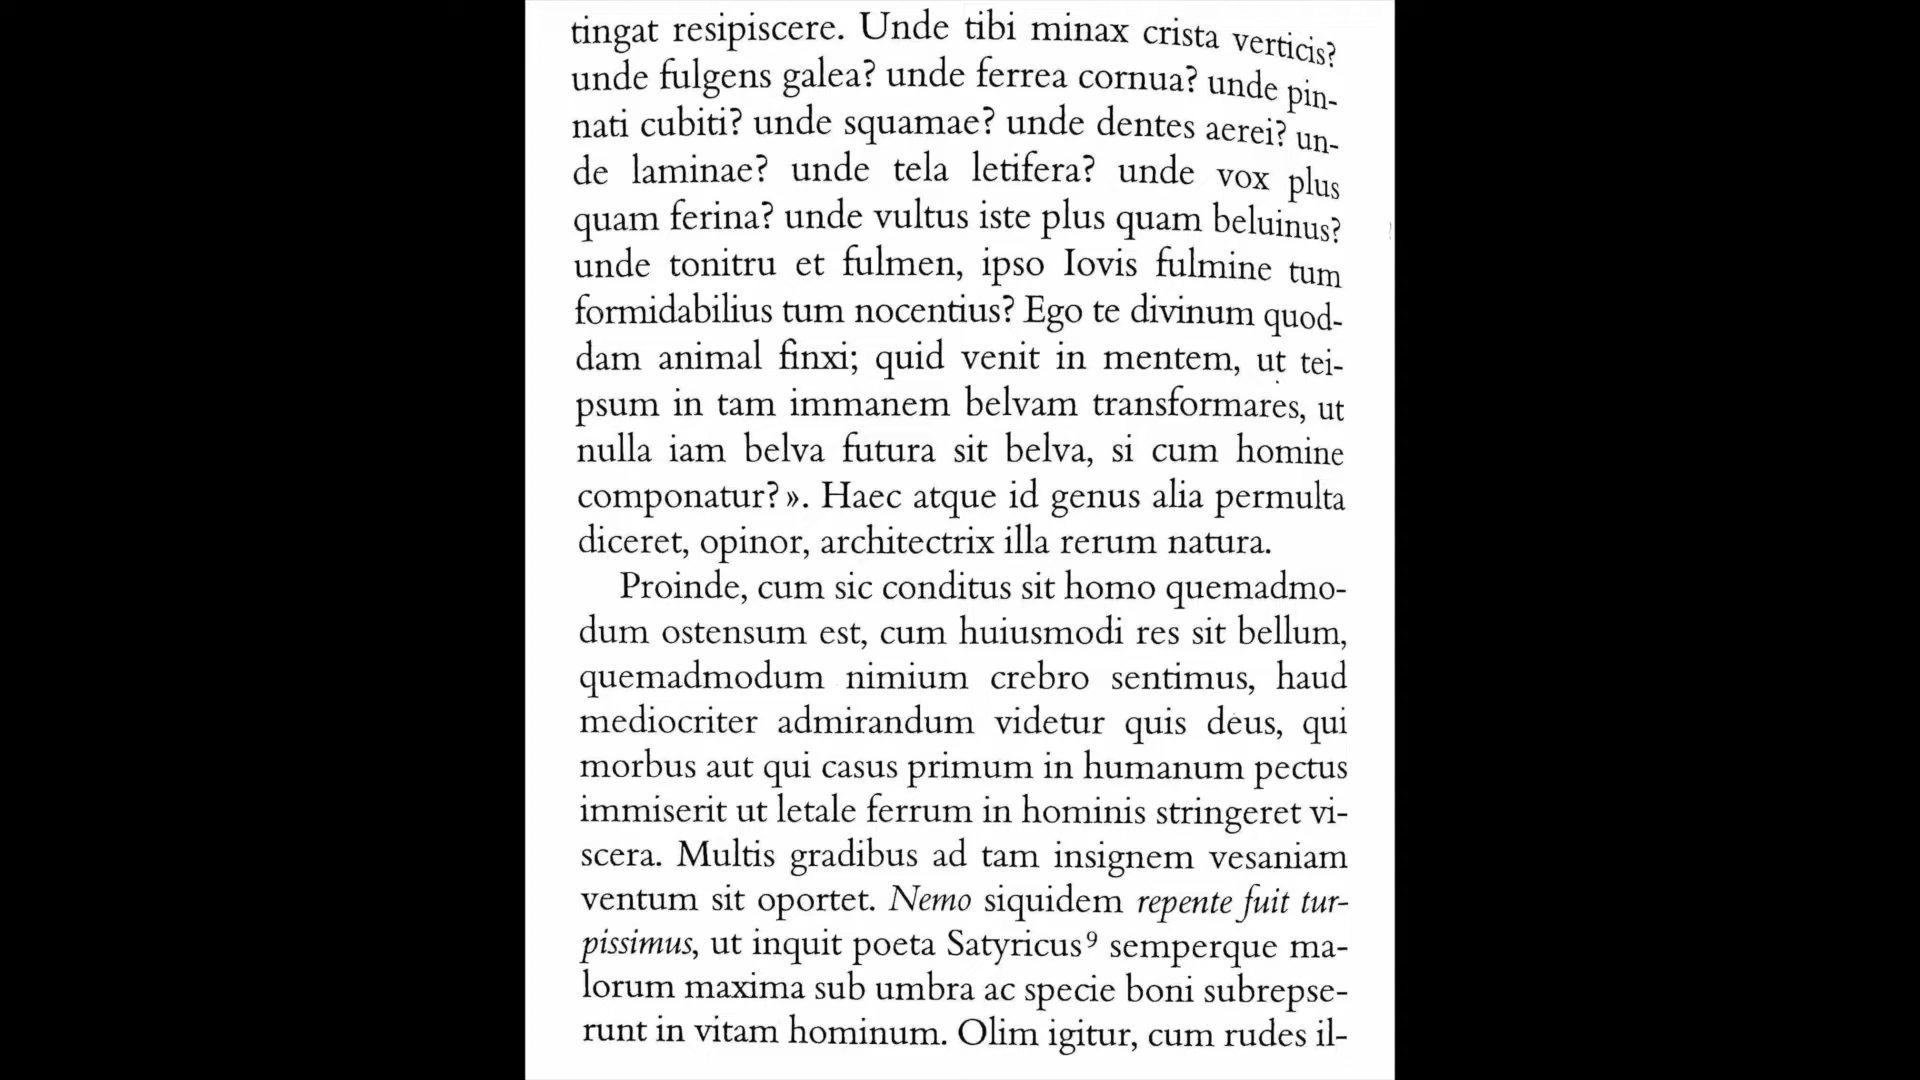 tingat resipiscere. Unde tibi minax crista verticis?
unde fulgens galea? unde ferrea cornua? unde pin-
nati cubiti? unde squamae? unde dentes aerei? un-
de laminae? unde tela letifera? unde vox plus
quam ferina? unde vultus iste plus quam beluinus?
unde tonitru et fulmen, ipso Iovis fulmine tum
formidabilius tum nocentius? Ego te divinum quod-
dam animal finxi; quid venit in mentem, ut tei-
psum in tam immanem belvam transformares, ut
nulla iam belva futura sit belva, si cum homine
componatur?». Haec atque id genus alia permulta
diceret, opinor, architectrix illa rerum natura.
Proinde, cum sic conditus sit homo quemadmo-
dum ostensum est, cum huiusmodi res sit bellum,
quemadmodum nimium crebro sentimus, haud
mediocriter admirandum videtur quis deus, qui
morbus aut qui casus primum in humanum pectus
immiserit ut letale ferrum in hominis stringeret vi-
scera. Multis gradibus ad tam insignem vesaniam
ventum sit oportet. Nemo siquidem repente fuit tur-
pissimus, ut inquit poeta Satyricus⁹ semperque ma-
lorum maxima sub umbra ac specie boni subrepse-
runt in vitam hominum. Olim igitur, cum rudes il-